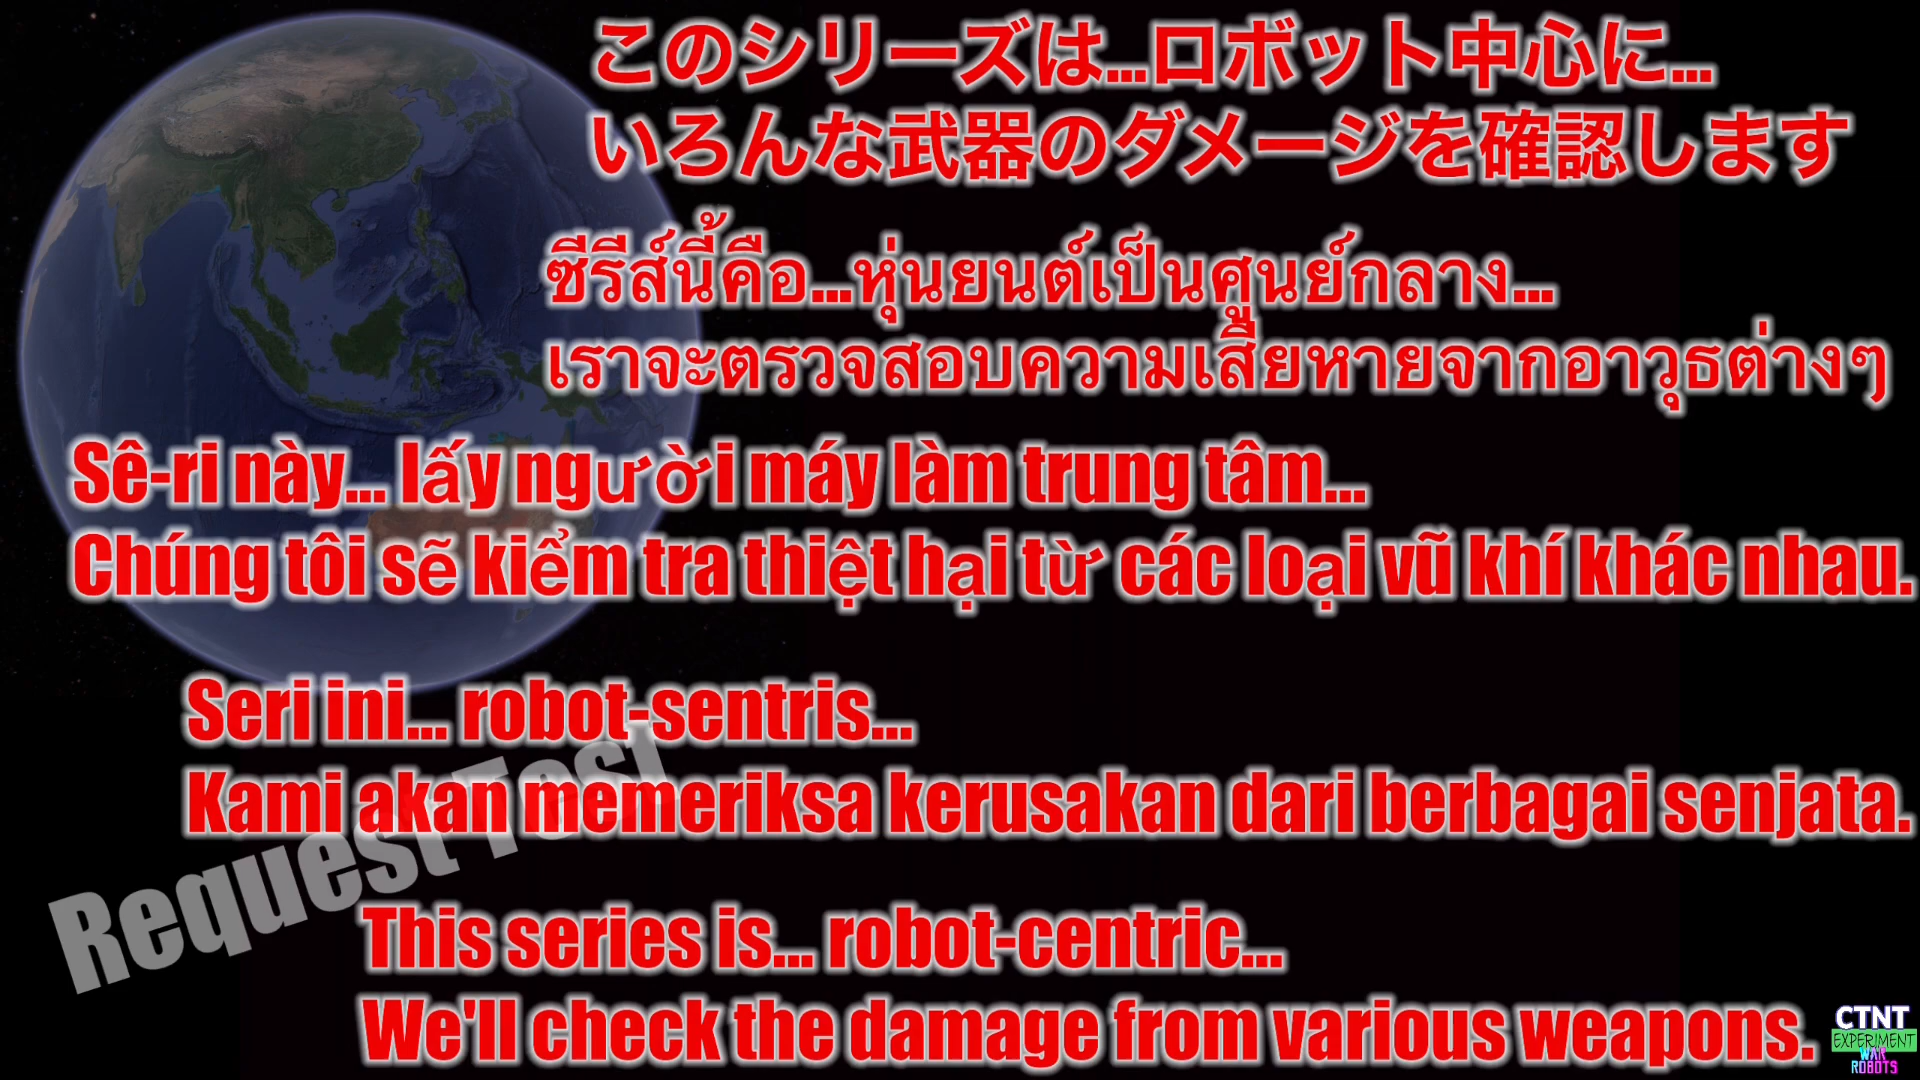 このシリーズは...ロボット中心に...
いろんな武器のダメージを確認します
ซีรีส์นี้คือ...หุ่นยนต์เป็นศูนย์กลาง...
เราจะตรวจสอบความเสียหายจากอาวุธต่างๆ
Sê-ri này... lấy người máy làm trung tâm...
Chúng tôi sẽ kiểm tra thiệt hại từ các loại vũ khí khác nhau.
Seri ini... robot-sentris...
Kami akan memeriksa kerusakan dari berbagai senjata.
Request Test
This series is... robot-centric...
We'll check the damage from various weapons.
CTNT
EXPERIMENT
WAR
ROBOTS